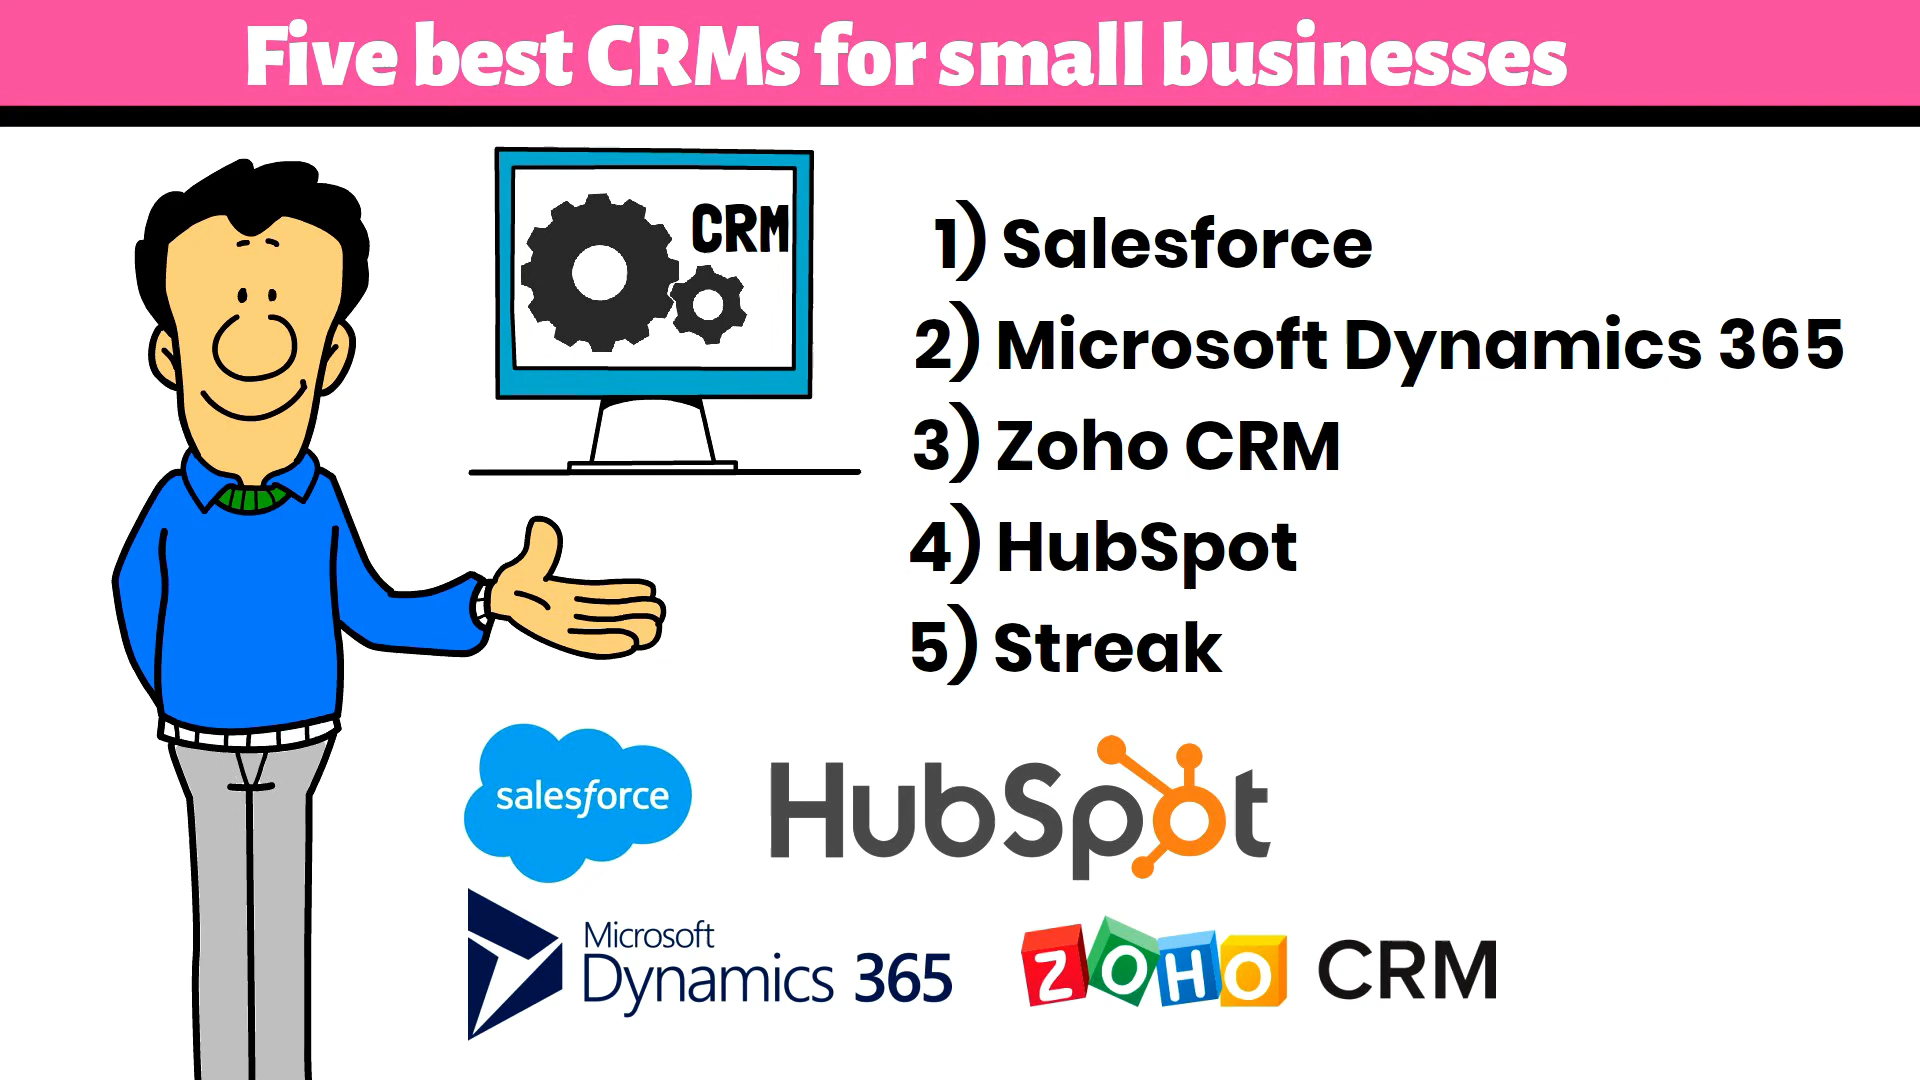 Five best CRMs for small businesses
CRM
1) Salesforce
2) Microsoft Dynamics 365
3) Zoho CRM
4) HubSpot
5) Streak
salesforce
HubSpot
Microsoft
Dynamics 365
ZOHO CRM